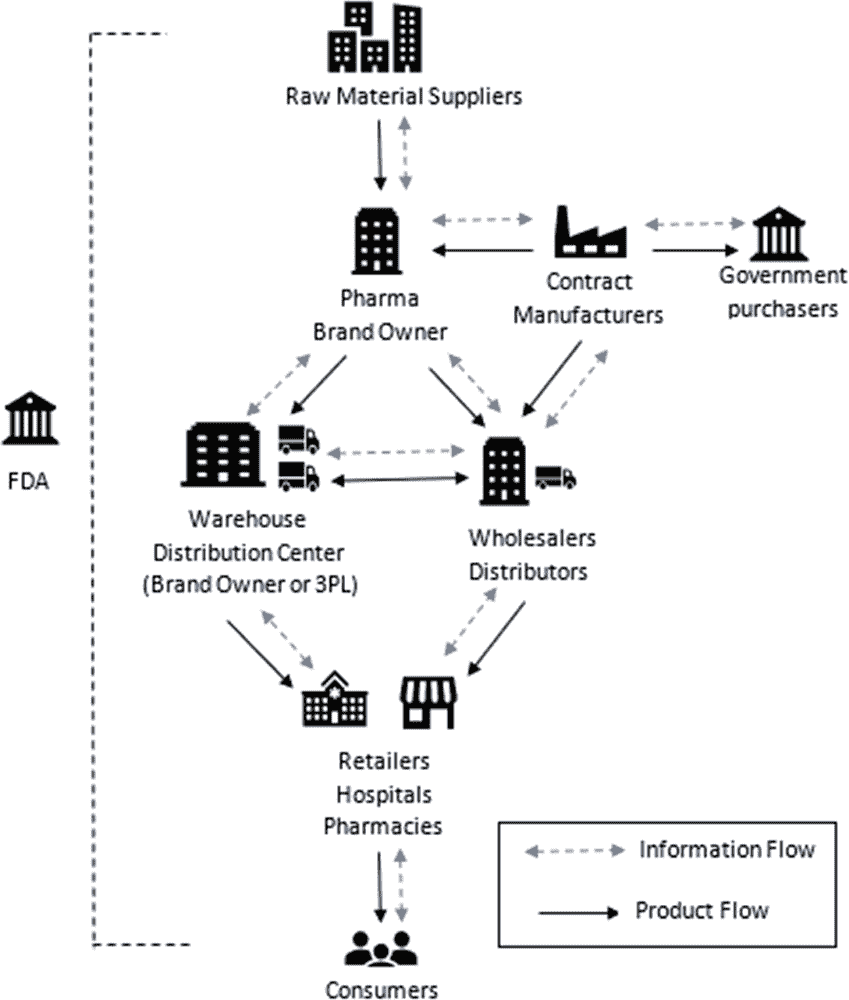 Raw Material Suppliers
Pharma
Brand Owner
Contract
Manufacturers
Government
purchasers
FDA
Warehouse
Distribution Center
(Brand Owner or 3PL)
Wholesalers
Distributors
Retailers
Hospitals
Pharmacies
Information Flow
Product Flow
Consumers